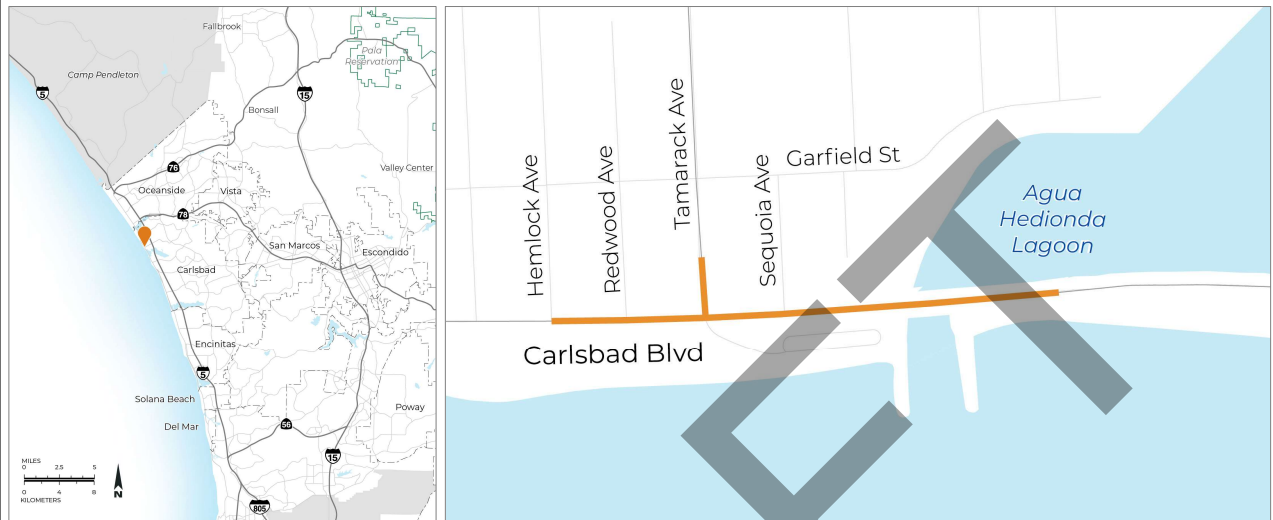 Fallbrook
Pala
Reservation
Camp Pendleton
5
15
Bonsall
76
Valley Center
Oceanside
Vista
78
San Marcos
Escondido
Carlsbad
Encinitas
5
Solana Beach
Poway
Del Mar
56
15
MILES
0 2.5 5
0 4 8
KILOMETERS
N
805
Hemlock Ave
Redwood Ave
Tamarack Ave
Sequoia Ave
Garfield St
Agua
Hedionda
Lagoon
Carlsbad Blvd